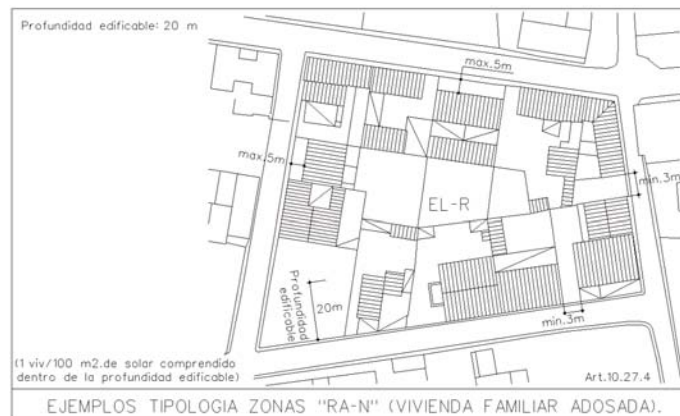 Profundidad edificable: 20 m
max.5m
max.5m
min.3m
EL-R
Profundidad
edificable
20m
min.3m
(1 viv/100 m2.de solar comprendido
dentro de la profundidad edificable)
Art.10.27.4
EJEMPLOS TIPOLOGIA ZONAS "RA-N" (VIVIENDA FAMILIAR ADOSADA).